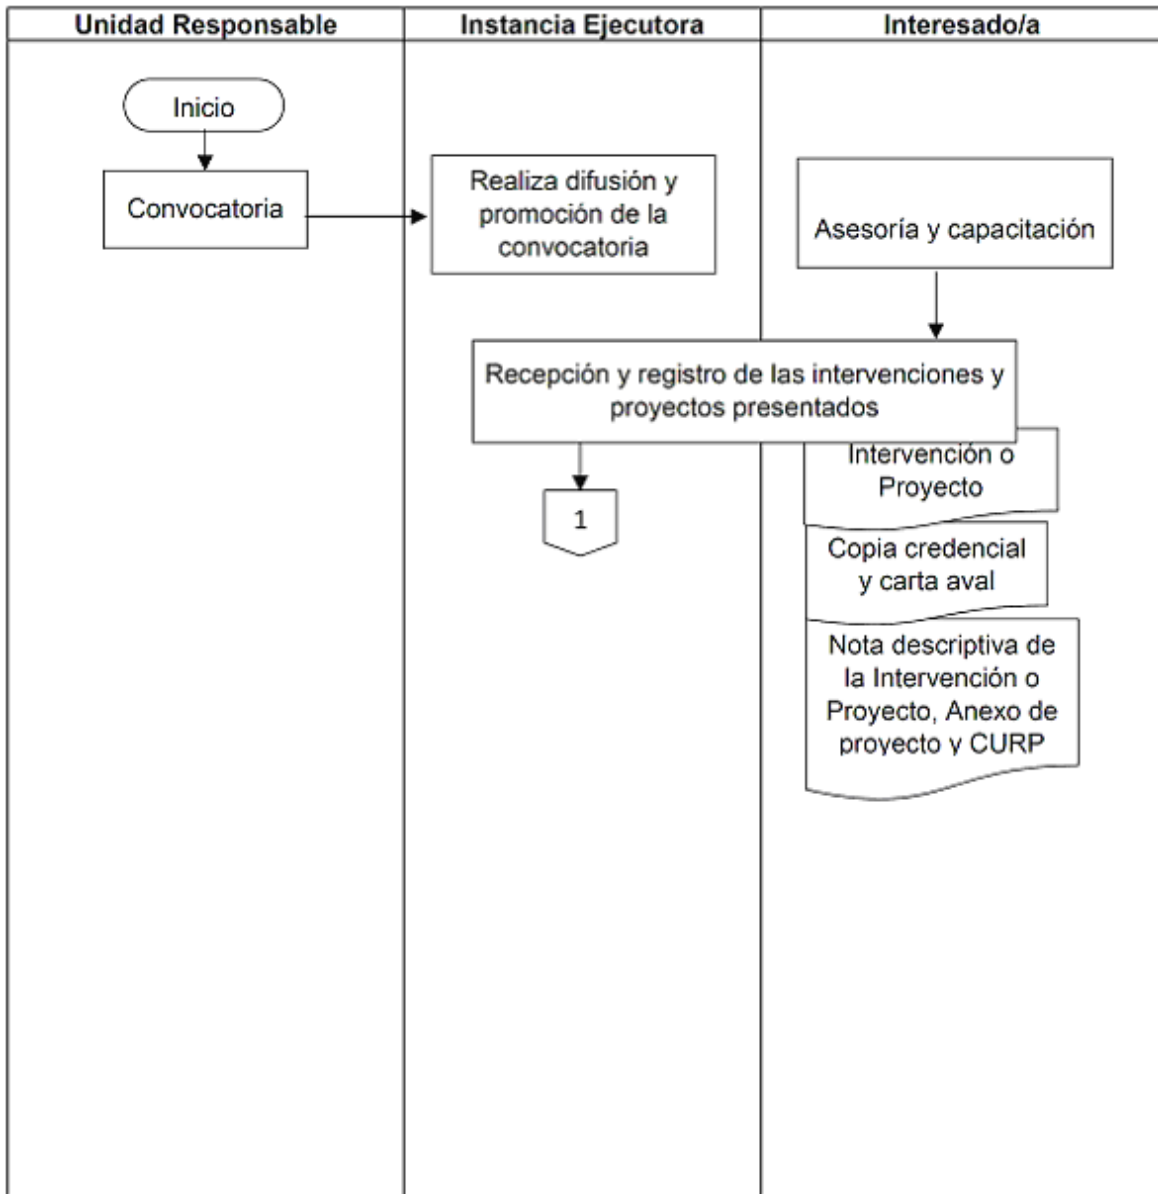 Unidad Responsable
Instancia Ejecutora
Interesado/a
Inicio
Convocatoria
Realiza difusión y
promoción de la
convocatoria
Asesoría y capacitación
Recepción y registro de las intervenciones y
proyectos presentados
1
Intervención o
Proyecto
Copia credencial
y carta aval
Nota descriptiva de
la Intervención o
Proyecto, Anexo de
proyecto y CURP